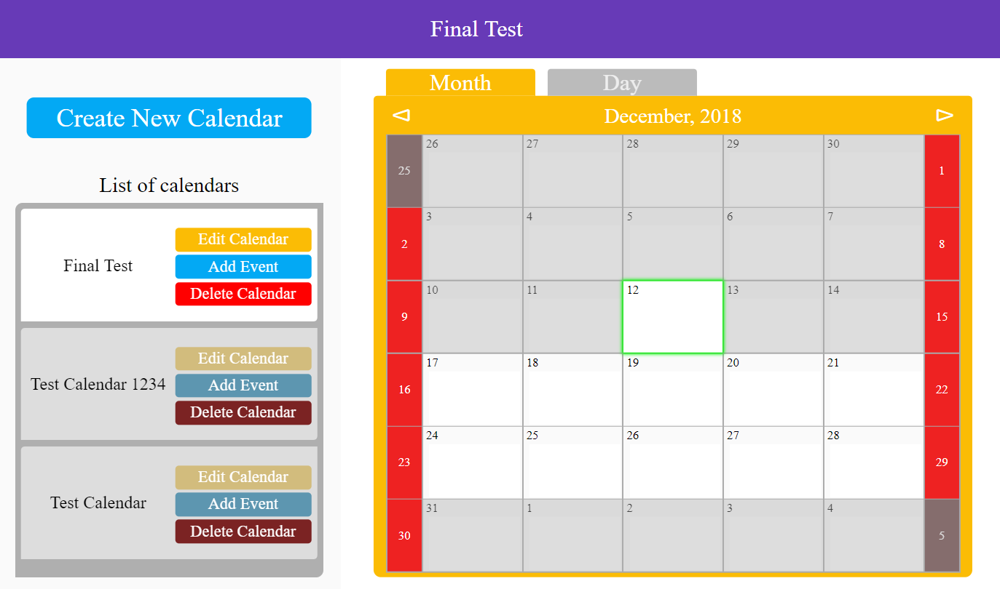 Final Test
Create New Calendar
List of calendars
Final Test
Edit Calendar
Add Event
Delete Calendar
Test Calendar 1234
Edit Calendar
Add Event
Delete Calendar
Test Calendar
Edit Calendar
Add Event
Delete Calendar
Month Day
December, 2018
25 26 27 28 29 30 1
2 3 4 5 6 7 8
9 10 11 12 13 14 15
16 17 18 19 20 21 22
23 24 25 26 27 28 29
30 31 1 2 3 4 5